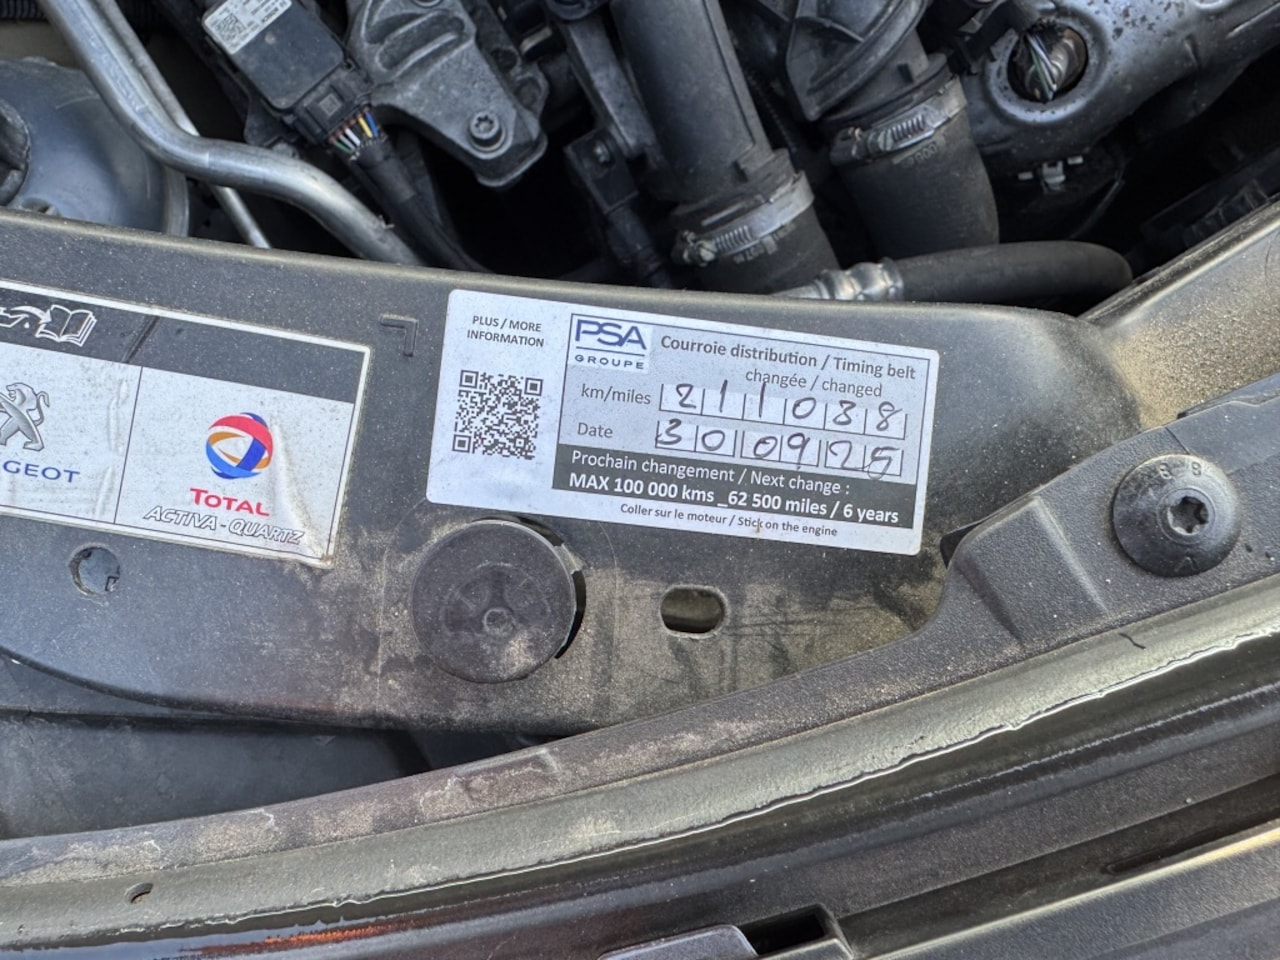 PLUS / MORE
INFORMATION
PSA
GROUPE
Courroie distribution / Timing belt
changée / changed
km/miles 211088
Date 300925
Prochain changement / Next change :
MAX 100 000 kms _62 500 miles / 6 years
Coller sur le moteur / Stick on the engine
GEOT
TOTAL
ACTIVA-QUARTZ
8.8